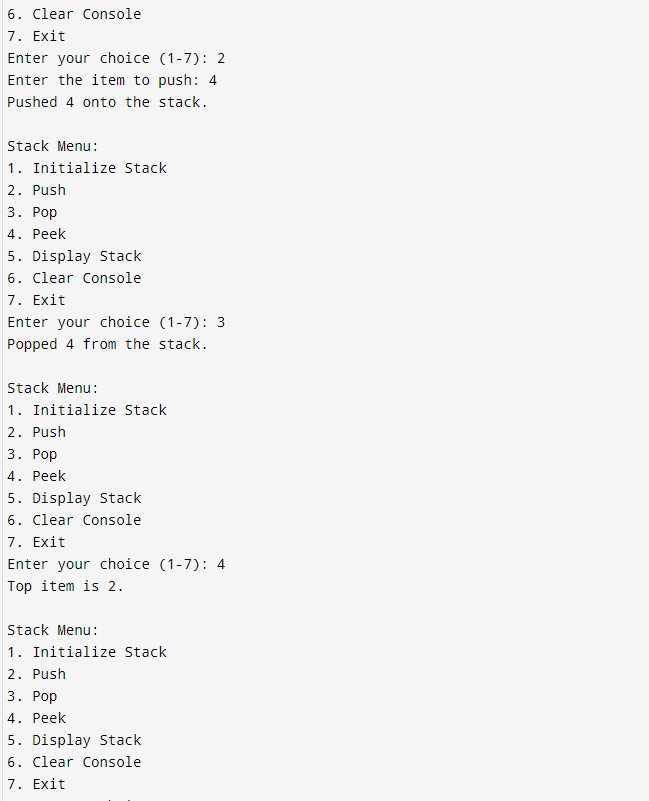 6. Clear Console
7. Exit
Enter your choice (1-7): 2
Enter the item to push: 4
Pushed 4 onto the stack.
Stack Menu:
1. Initialize Stack
2. Push
3. Pop
4. Peek
5. Display Stack
6. Clear Console
7. Exit
Enter your choice (1-7): 3
Popped 4 from the stack.
Stack Menu:
1. Initialize Stack
2. Push
3. Pop
4. Peek
5. Display Stack
6. Clear Console
7. Exit
Enter your choice (1-7): 4
Top item is 2.
Stack Menu:
1. Initialize Stack
2. Push
3. Pop
4. Peek
5. Display Stack
6. Clear Console
7. Exit